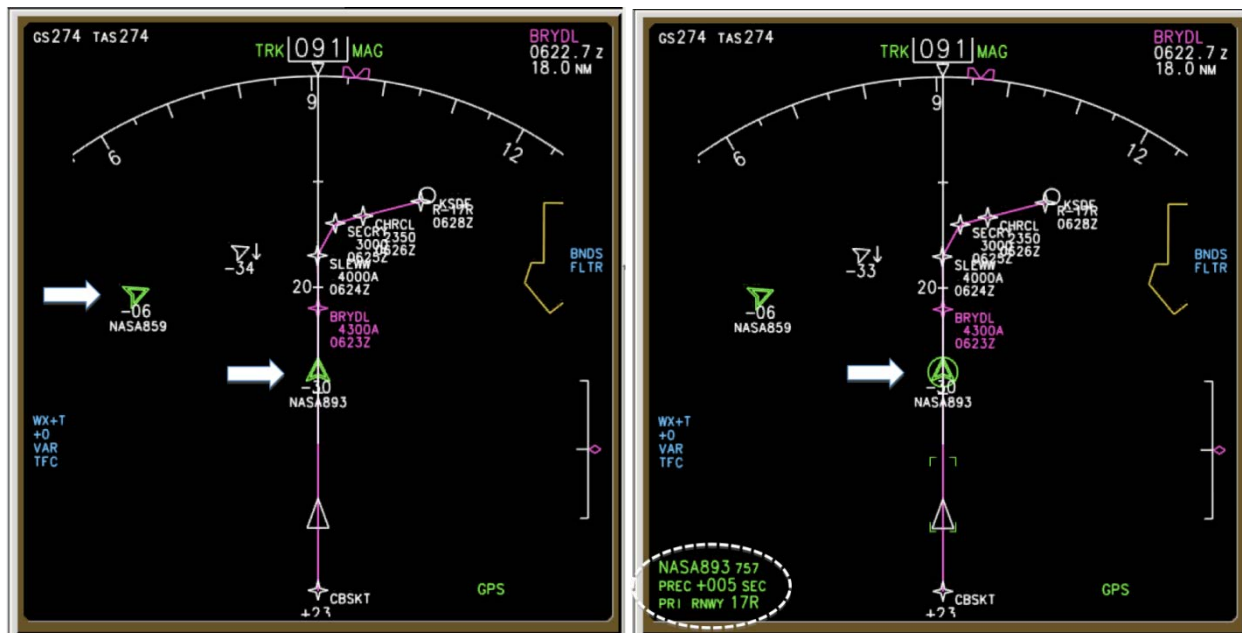 GS274 TAS274
TRK 091 MAG
BRYDL
0622.7 Z
18.0 NM
9
6
12
KSDF
R-17R
0628Z
CHRCL
2350
0626Z
SECRY
3000
0625Z
-34
SLEWW
4000A
0624Z
BNDS
FLTR
20
-06
NASA859
BRYDL
4300A
0623Z
-30
NASA893
WX+T
+0
VAR
TFC
GPS
CBSKT
+23
GS274 TAS274
TRK 091 MAG
BRYDL
0622.7 Z
18.0 NM
9
6
12
KSDF
R-17R
0628Z
CHRCL
2350
0626Z
SECRY
3000
0625Z
-33
SLEWW
4000A
0624Z
BNDS
FLTR
20
-06
NASA859
BRYDL
4300A
0623Z
-30
NASA893
WX+T
+0
VAR
TFC
NASA893 757
PREC +005 SEC
PRI RNWY 17R
GPS
CBSKT
+23